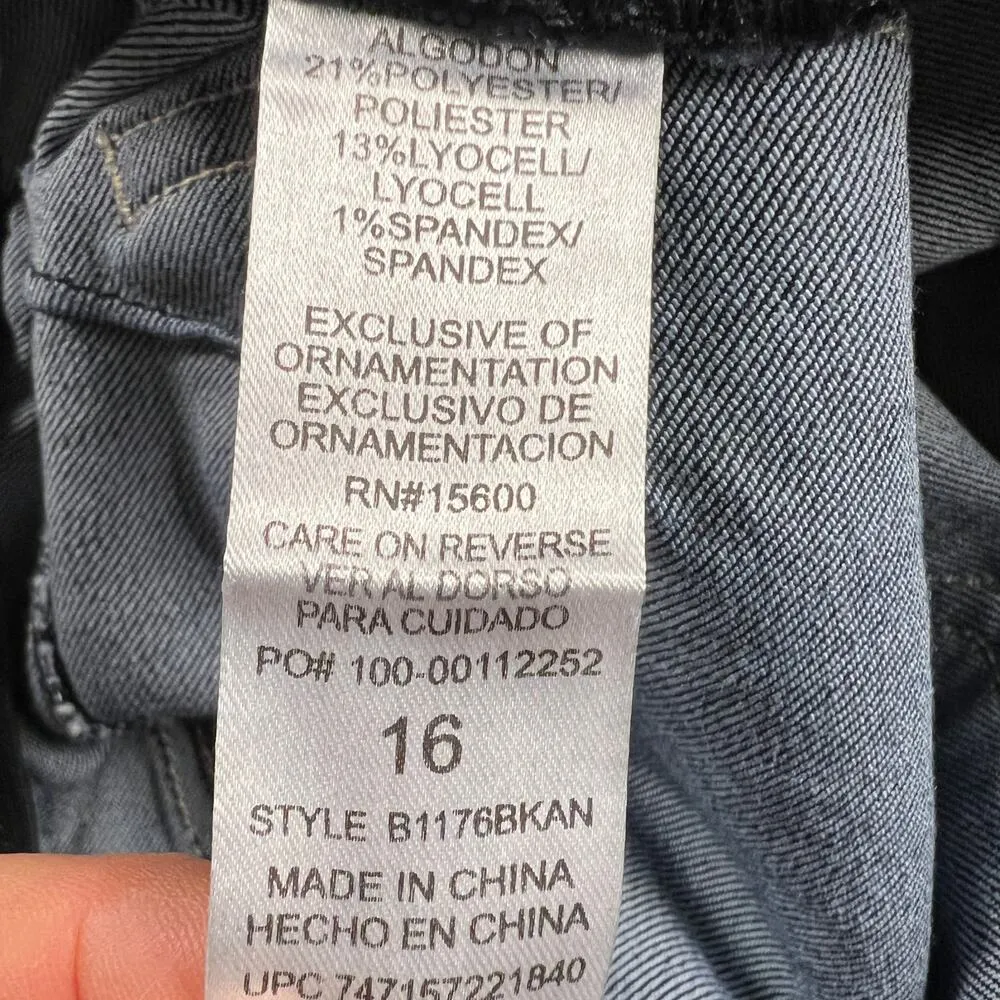 ALGODON
21%POLYESTER/
POLIESTER
13%LYOCELL/
LYOCELL
1%SPANDEX/
SPANDEX
EXCLUSIVE OF
ORNAMENTATION
EXCLUSIVO DE
ORNAMENTACION
RN#15600
CARE ON REVERSE
VER AL DORSO
PARA CUIDADO
PO# 100-00112252
16
STYLE B1176BKAN
MADE IN CHINA
HECHO EN CHINA
UPC 747157221840